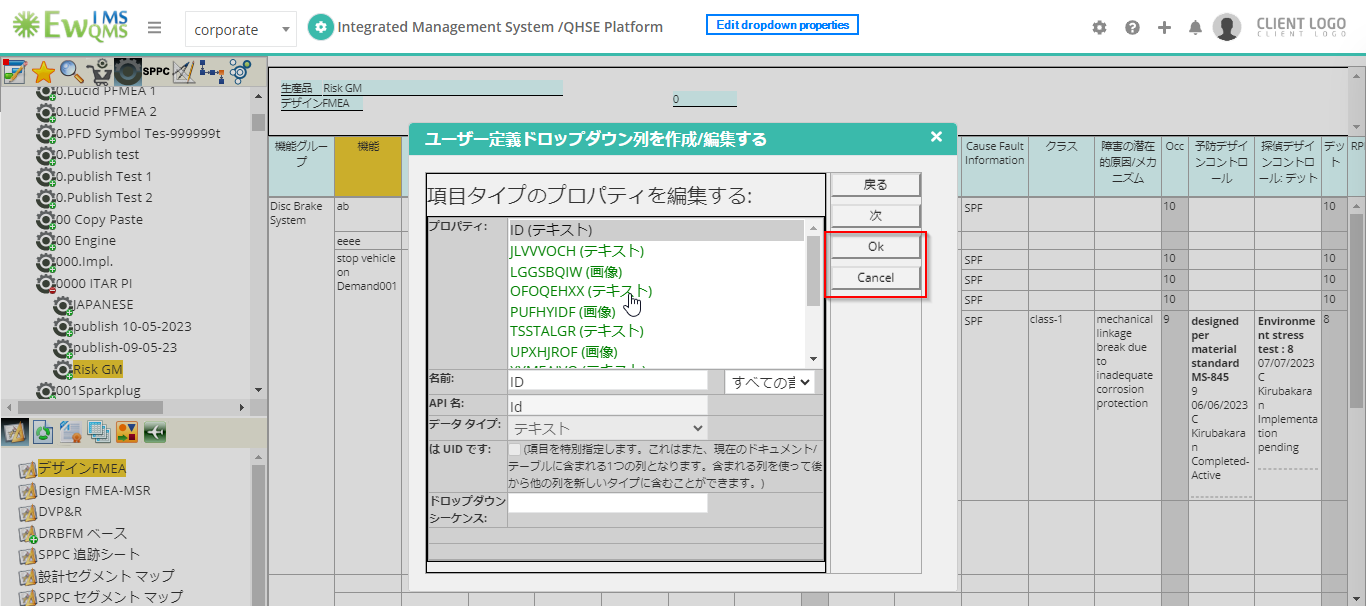 EwQMS
IMS
corporate
Integrated Management System /QHSE Platform
Edit dropdown properties
CLIENT LOGO
CLIENT LOGO
SPPC
0.Lucid PFMEA 1
0.Lucid PFMEA 2
0.PFD Symbol Tes-999999t
0.Publish test
0.publish Test 1
0.Publish Test 2
00 Copy Paste
00 Engine
000.Impl.
0000 ITAR PI
JAPANESE
publish 10-05-2023
publish-09-05-23
Risk GM
001Sparkplug
デザインFMEA
Design FMEA-MSR
DVP&R
DRBFM ベース
SPPC 追跡シート
設計セグメント マップ
SPPC セグメント マップ
生産品 Risk GM
デザインFMEA
0
機能グループ
機能
Disc Brake System
ab
eeee
stop vehicle on Demand001
ユーザー定義ドロップダウン列を作成/編集する
項目タイプのプロパティを編集する:
プロパティ:
ID (テキスト)
JLVVVOCH (テキスト)
LGGSBQIW (画像)
OFOQEHXX (テキスト)
PUFHYIDF (画像)
TSSTALGR (テキスト)
UPXHJROF (画像)
名前:
ID
すべての言
API 名:
Id
データ タイプ:
テキスト
は UID です:
(項目を特別指定します。これはまた、現在のドキュメント/
テーブルに含まれる1つの列となります。含まれる列を使って後
から他の列を新しいタイプに含むことができます。)
ドロップダウン
シーケンス:
戻る
次
Ok
Cancel
Cause Fault Information
クラス
障害の潜在的原因/メカニズム
Occ
予防デザインコントロール
探偵デザインコントロール: デット
デット
RP
SPF
10
10
SPF
10
10
SPF
10
10
SPF
10
10
SPF
class-1
mechanical linkage break due to inadequate corrosion protection
9
designed per material standard MS-845
9
06/06/2023
C
Kirubakaran
Completed-Active
Environment stress test : 8
07/07/2023
C
Kirubakaran
Implementation pending
8